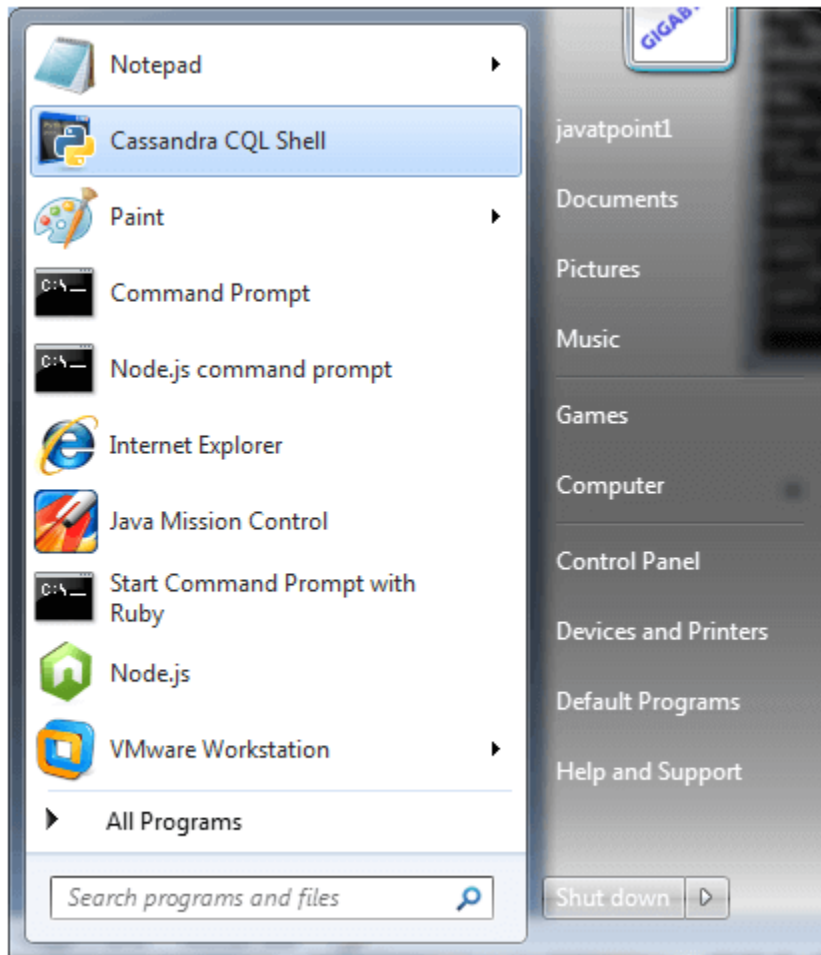 Notepad
Cassandra CQL Shell
Paint
Command Prompt
Node.js command prompt
Internet Explorer
Java Mission Control
Start Command Prompt with
Ruby
Node.js
VMware Workstation
All Programs
Search programs and files
javatpoint1
Documents
Pictures
Music
Games
Computer
Control Panel
Devices and Printers
Default Programs
Help and Support
Shut down